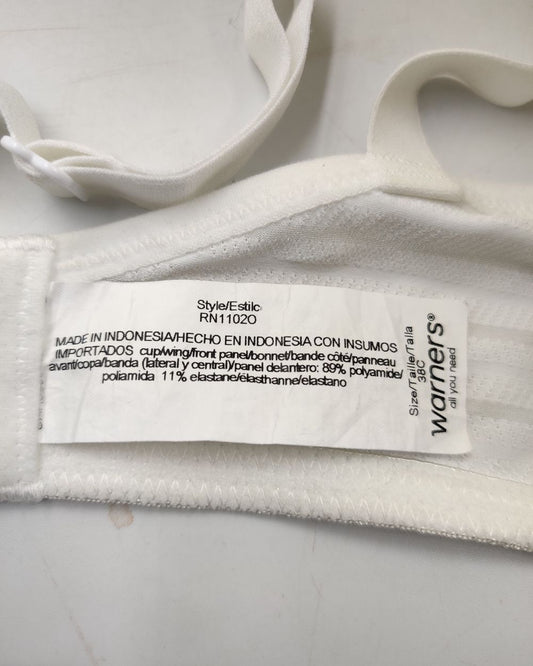 Style/Estilo
RN11020
MADE IN INDONESIA/HECHO EN INDONESIA CON INSUMOS
IMPORTADOS cup/wing/front panel/bonnet/bande côté/panneau
avant/copa/banda (lateral y central)/panel delantero: 89% polyamide/
poliamida 11% elastane/élasthanne/elastano
Size/Taille/Talla
38C
warners®
all you need